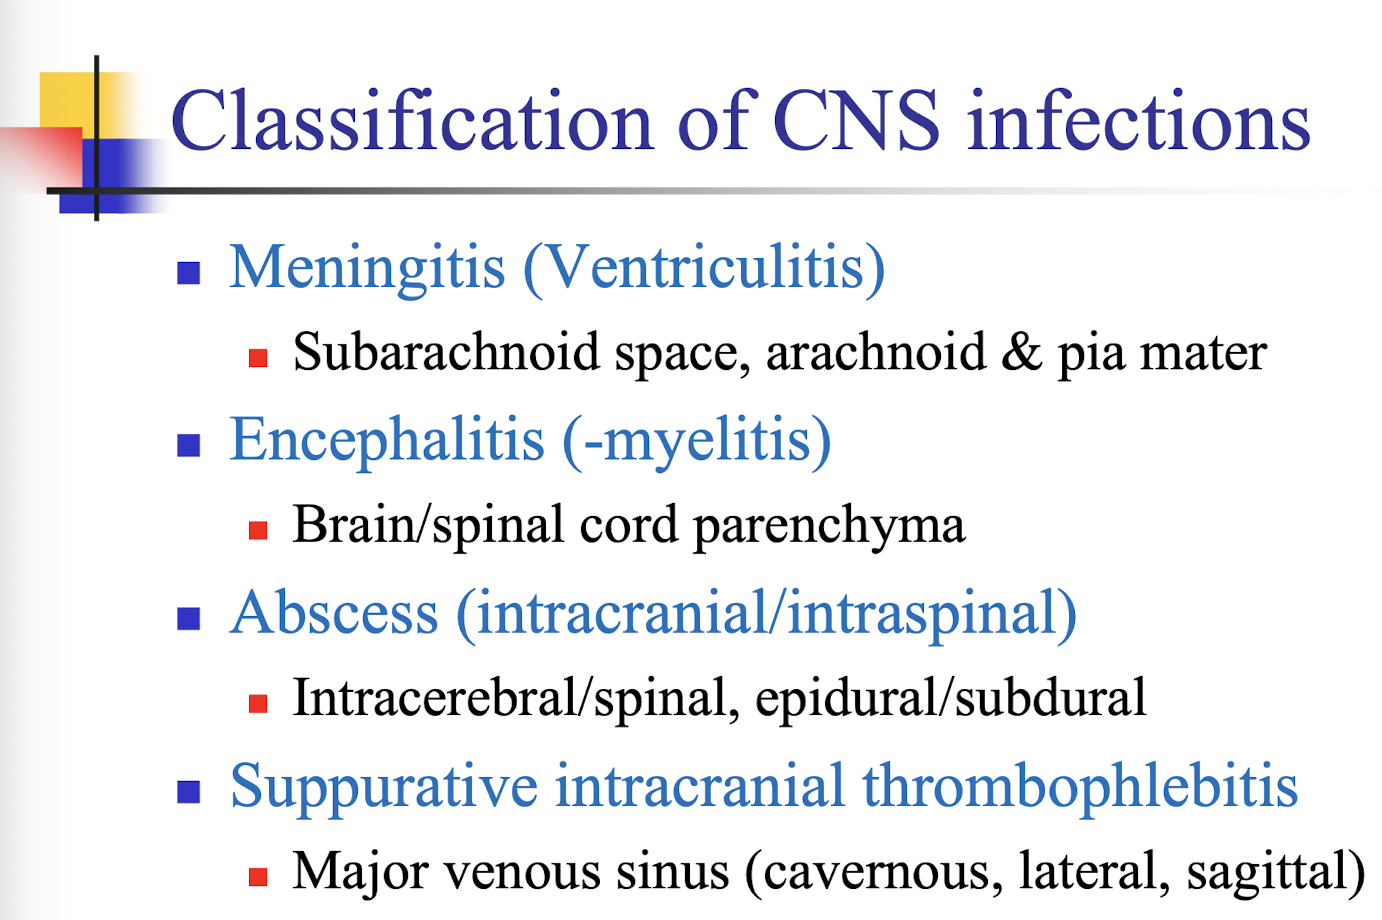 Classification of CNS infections
Meningitis (Ventriculitis)
Subarachnoid space, arachnoid & pia mater
Encephalitis (-myelitis)
Brain/spinal cord parenchyma
Abscess (intracranial/intraspinal)
Intracerebral/spinal, epidural/subdural
Suppurative intracranial thrombophlebitis
Major venous sinus (cavernous, lateral, sagittal)